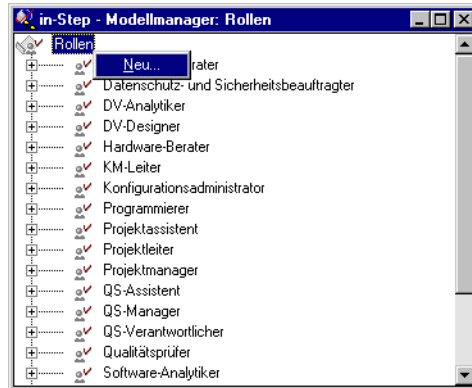 in-Step - Modellmanager: Rollen
Rollen
Neu...
Datenschutz- und Sicherheitsbeauftragter
DV-Analytiker
DV-Designer
Hardware-Berater
KM-Leiter
Konfigurationsadministrator
Programmierer
Projektassistent
Projektleiter
Projektmanager
QS-Assistent
QS-Manager
QS-Verantwortlicher
Qualitätsprüfer
Software-Analytiker